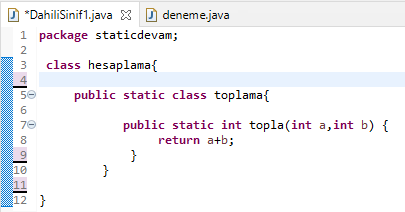 *DahiliSinif1.java deneme.java
1 package staticdevam;
2
3 class hesaplama{
4
5 public static class toplama{
6
7 public static int topla(int a,int b) {
8 return a+b;
9 }
10 }
11
12 }